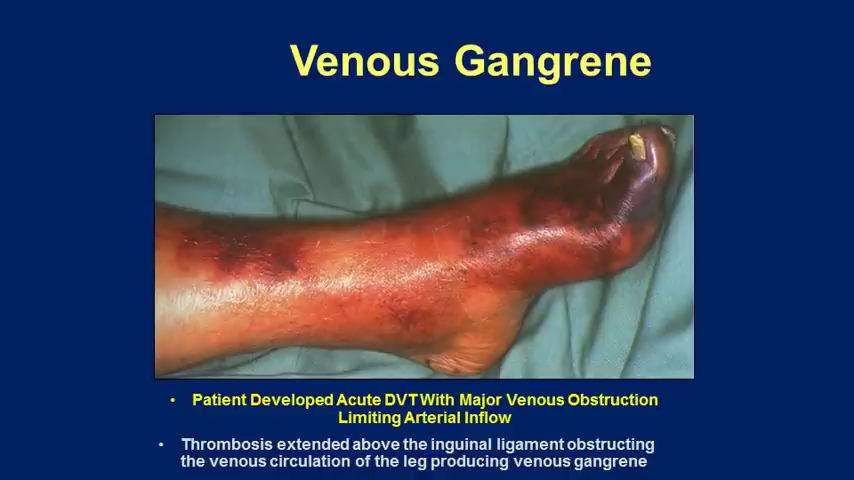 Venous Gangrene
• Patient Developed Acute DVT With Major Venous Obstruction
Limiting Arterial Inflow
• Thrombosis extended above the inguinal ligament obstructing
the venous circulation of the leg producing venous gangrene